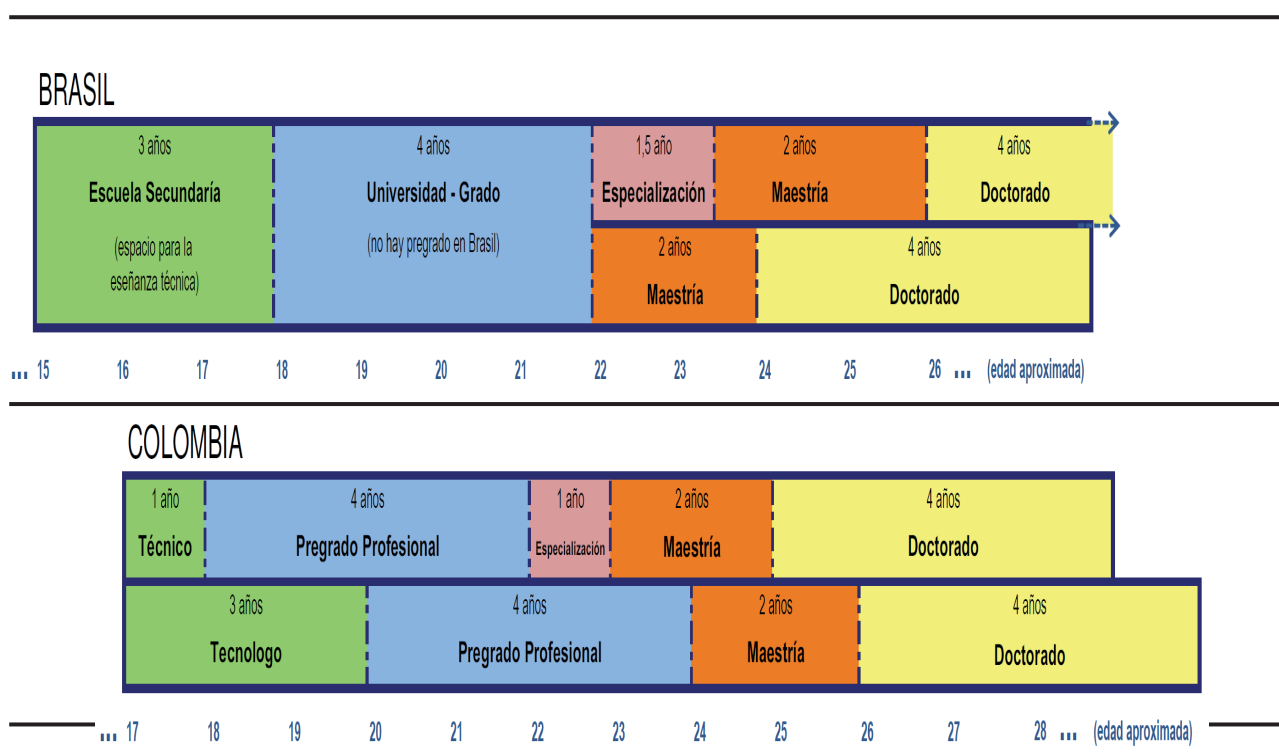 BRASIL
3 años
4 años
1,5 año
2 años
4 años
Escuela Secundaría
Universidad - Grado
Especialización
Maestría
Doctorado
(espacio para la
eseñanza técnica)
(no hay pregrado en Brasil)
2 años
4 años
Maestría
Doctorado
... 15 16 17 18 19 20 21 22 23 24 25 26 ... (edad aproximada)
COLOMBIA
1 año
4 años
1 año
2 años
4 años
Técnico
Pregrado Profesional
Especialización
Maestría
Doctorado
3 años
4 años
2 años
4 años
Tecnologo
Pregrado Profesional
Maestría
Doctorado
... 17 18 19 20 21 22 23 24 25 26 27 28 ... (edad aproximada)